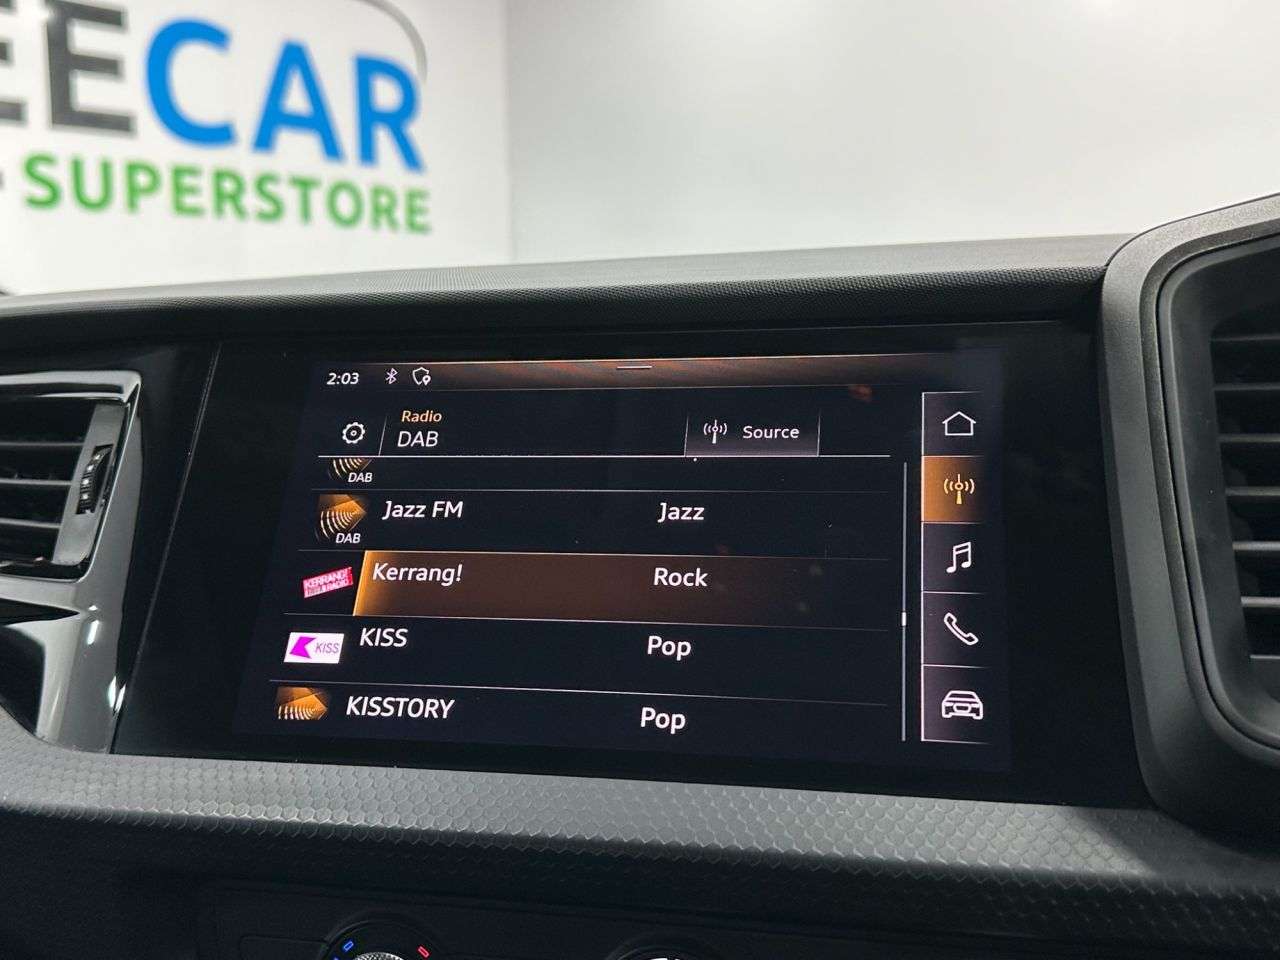 EECAR
SUPERSTORE
2:03
Radio
DAB
Source
DAB
Jazz FM Jazz
DAB
KERRANG! Kerrang! Rock
KISS KISS Pop
KISSTORY Pop